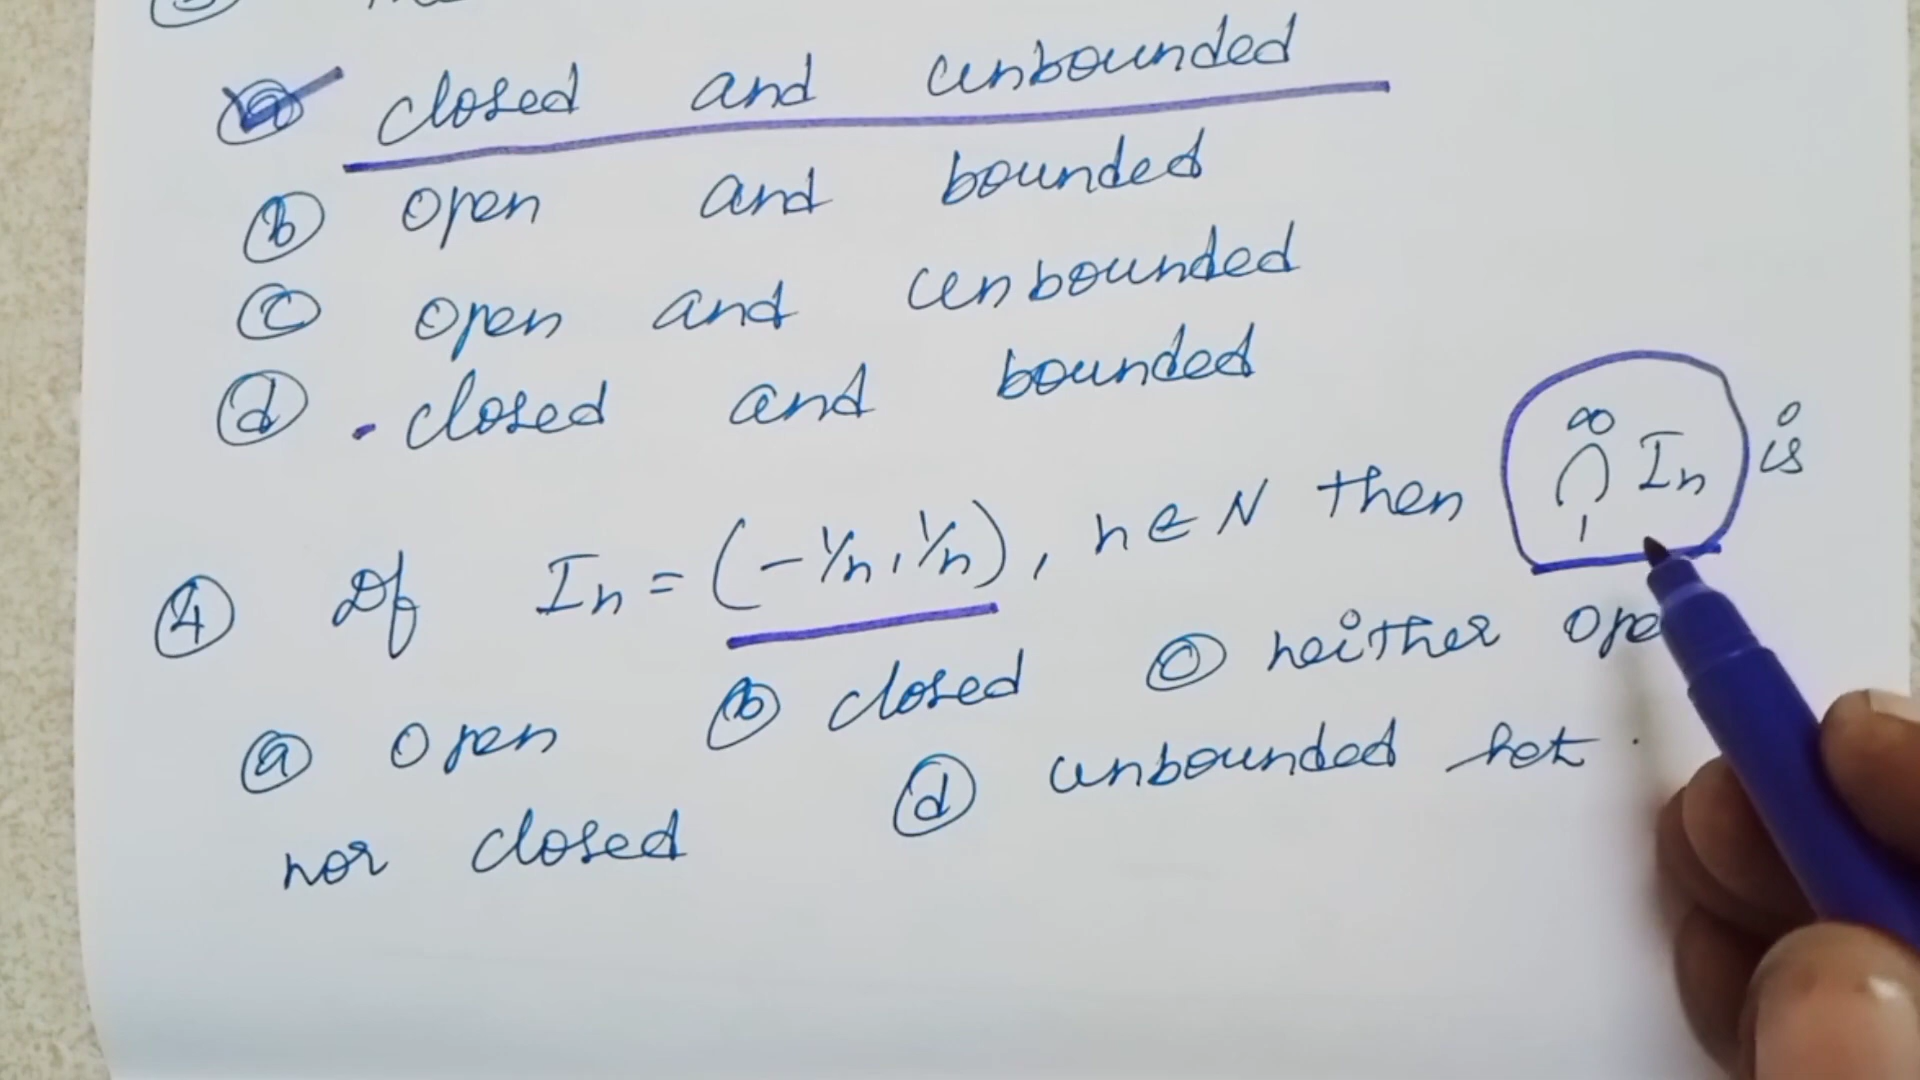 ⓐ closed and unbounded
ⓑ open and bounded
ⓒ open and unbounded
ⓓ closed and bounded
④ If Iₙ = (-1/n, 1/n), n ∈ N then ∞ ∩ 1 Iₙ is
ⓐ open ⓑ closed ⓒ neither ope
nor closed ⓓ unbounded set